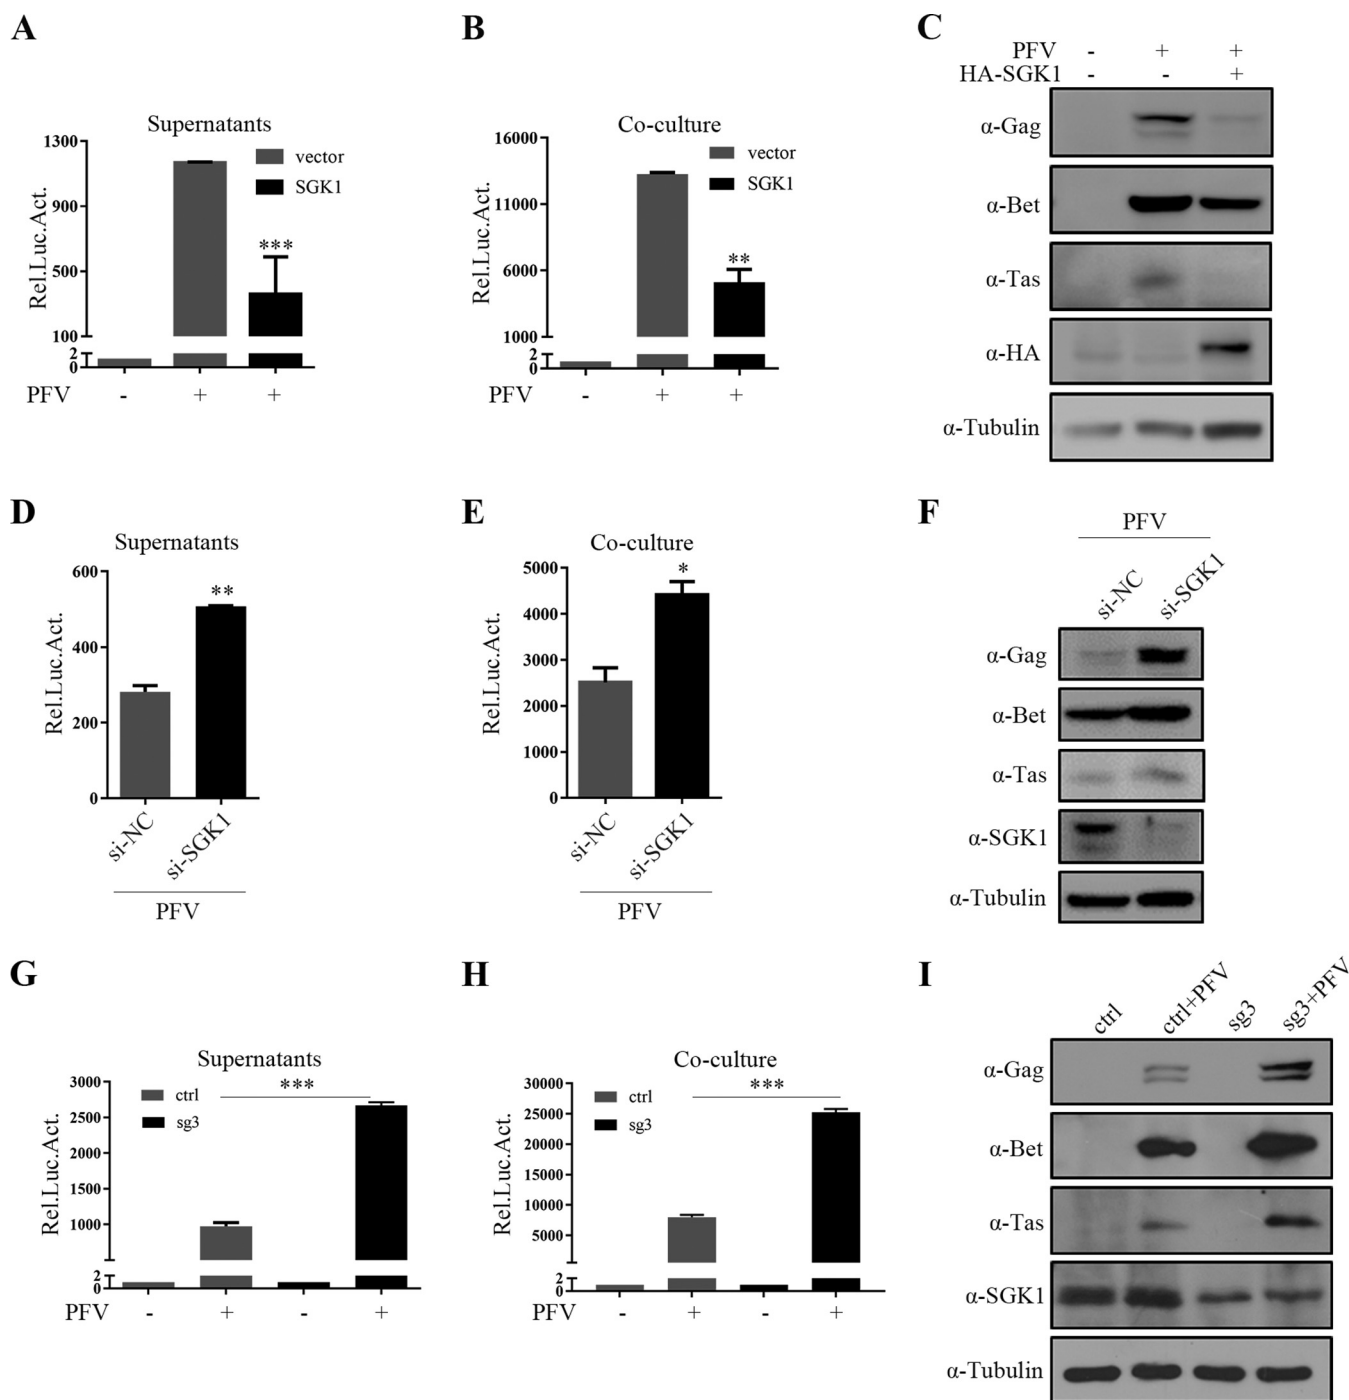 A
Supernatants
Rel.Luc.Act.
1300
900
500
100
2
0
vector
SGK1
***
PFV - + +
B
Co-culture
Rel.Luc.Act.
16000
11000
6000
1000
2
0
vector
SGK1
**
PFV - + +
C
PFV - + +
HA-SGK1 - - +
α-Gag
α-Bet
α-Tas
α-HA
α-Tubulin
D
Supernatants
Rel.Luc.Act.
600
400
200
0
**
si-NC
si-SGK1
PFV
E
Co-culture
Rel.Luc.Act.
5000
4000
3000
2000
1000
0
*
si-NC
si-SGK1
PFV
F
PFV
si-NC
si-SGK1
α-Gag
α-Bet
α-Tas
α-SGK1
α-Tubulin
G
Supernatants
Rel.Luc.Act.
3000
2500
2000
1500
1000
2
0
ctrl
sg3
***
PFV - + - +
H
Co-culture
Rel.Luc.Act.
30000
25000
20000
15000
10000
5000
2
0
ctrl
sg3
***
PFV - + - +
I
ctrl
ctrl+PFV
sg3
sg3+PFV
α-Gag
α-Bet
α-Tas
α-SGK1
α-Tubulin